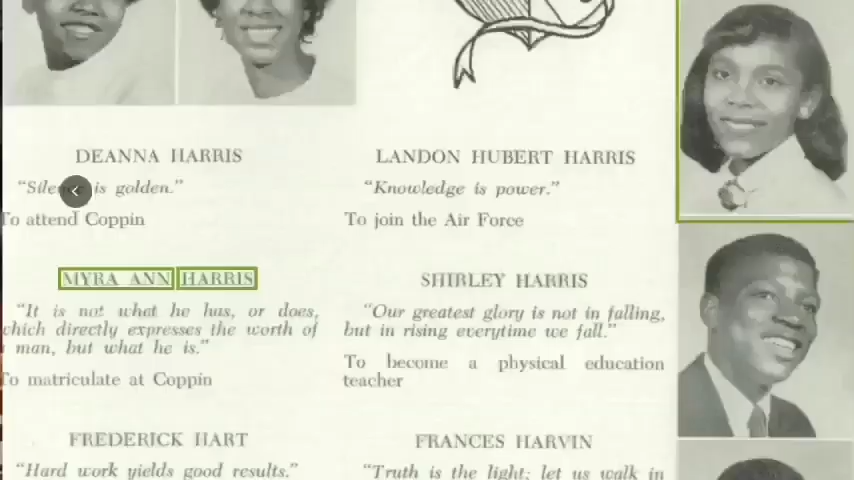 DEANNA HARRIS
"Silence is golden."
To attend Coppin
MYRA ANN HARRIS
"It is not what he has, or does,
which directly expresses the worth of
man, but what he is."
To matriculate at Coppin
FREDERICK HART
"Hard work yields good results."
LANDON HUBERT HARRIS
"Knowledge is power."
To join the Air Force
SHIRLEY HARRIS
"Our greatest glory is not in falling,
but in rising everytime we fall."
To become a physical education
teacher
FRANCES HARVIN
"Truth is the light; let us walk in